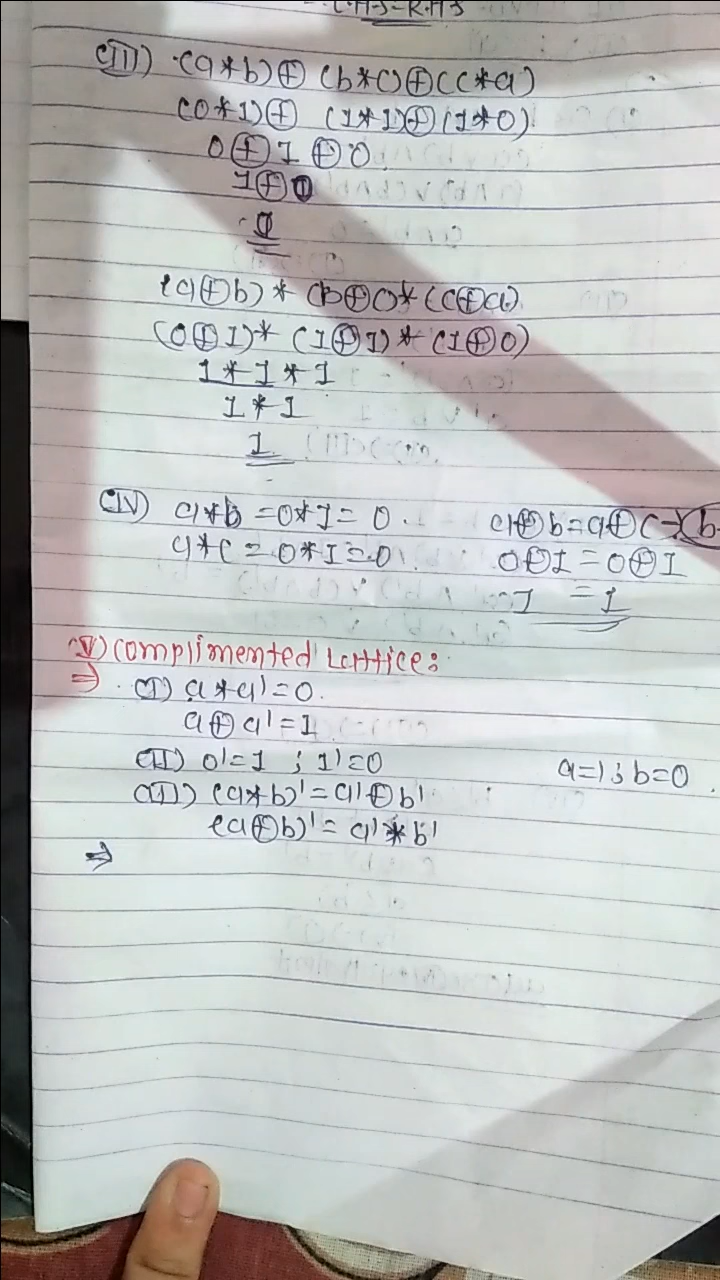 L.H.S = R.H.S
(III) (a*b)⊕(b*c)⊕(c*a)
(0*1)⊕ (1*1)⊕(1*0)
0⊕1⊕0
1⊕0
(a⊕b)* (b⊕c)*(c⊕a)
(0⊕1)* (1⊕1)* (1⊕0)
1*1*1
1*1
1
(IV) a*b = 0*1 = 0. a⊕b=a⊕c→b
a*c = 0*1=0. 0⊕1=0⊕1
1 = 1
(V) Complimented Lattice:
⇒ (I) a*a'=0.
a⊕a'=1
(II) 0'=1 ; 1'=0 a=1; b=0.
(III) (a*b)'=a'⊕b'
(a⊕b)'= a'*b'
⇒